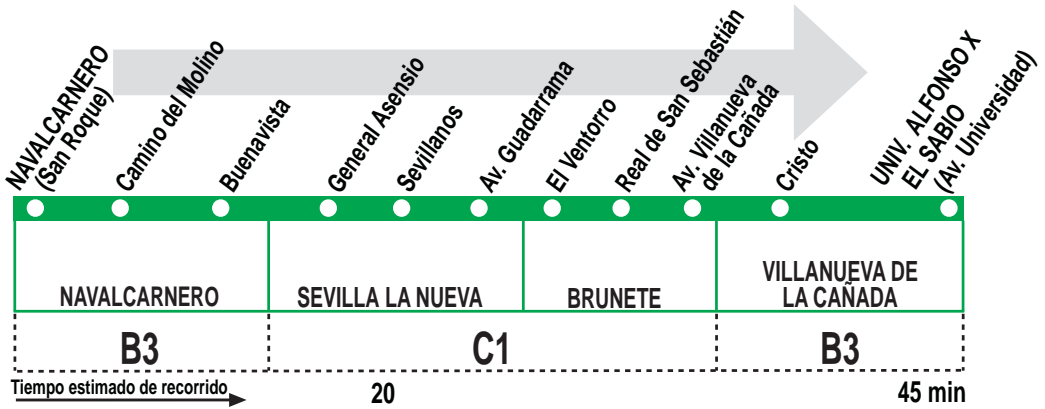 NAVALCARNERO
(San Roque)
Camino del Molino
Buenavista
General Asensio
Sevillanos
Av. Guadarrama
El Ventorro
Real de San Sebastián
Av. Villanueva
de la Cañada
Cristo
UNIV. ALFONSO X
EL SABIO
(Av. Universidad)
NAVALCARNERO
SEVILLA LA NUEVA
BRUNETE
VILLANUEVA DE
LA CAÑADA
B3
C1
B3
Tiempo estimado de recorrido
20
45 min